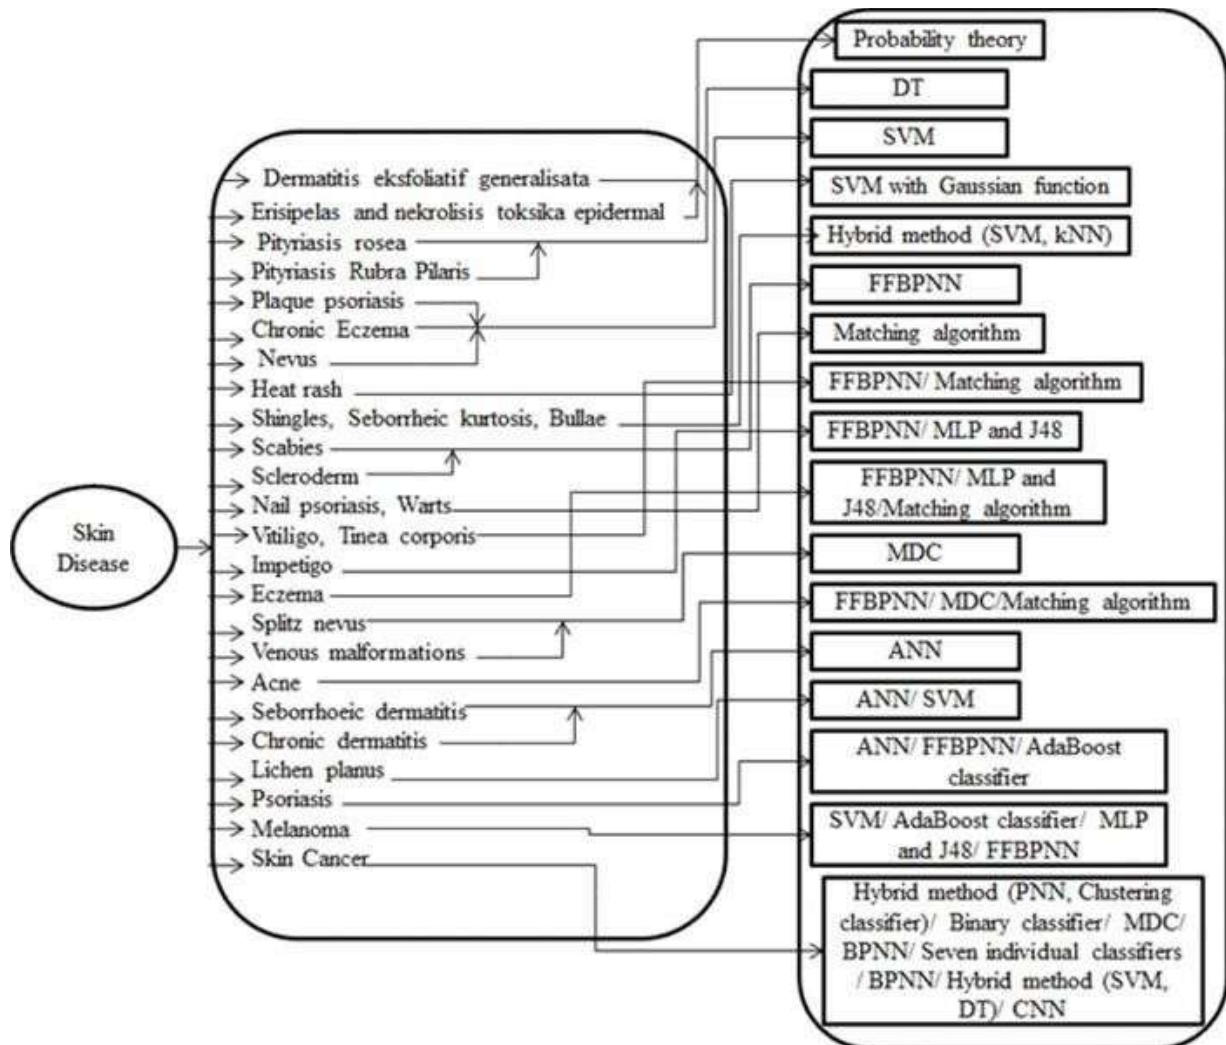 Skin
Disease
Dermatitis eksfoliatif generalisata
Erisipelas and nekrolisis toksika epidermal
Pityriasis rosea
Pityriasis Rubra Pilaris
Plaque psoriasis
Chronic Eczema
Nevus
Heat rash
Shingles, Seborrheic kurtosis, Bullae
Scabies
Scleroderm
Nail psoriasis, Warts
Vitiligo, Tinea corporis
Impetigo
Eczema
Splitz nevus
Venous malformations
Acne
Seborrhoeic dermatitis
Chronic dermatitis
Lichen planus
Psoriasis
Melanoma
Skin Cancer
Probability theory
DT
SVM
SVM with Gaussian function
Hybrid method (SVM, kNN)
FFBPNN
Matching algorithm
FFBPNN/ Matching algorithm
FFBPNN/ MLP and J48
FFBPNN/ MLP and
J48/Matching algorithm
MDC
FFBPNN/ MDC/Matching algorithm
ANN
ANN/ SVM
ANN/ FFBPNN/ AdaBoost
classifier
SVM/ AdaBoost classifier/ MLP
and J48/ FFBPNN
Hybrid method (PNN, Clustering
classifier)/ Binary classifier/ MDC/
BPNN/ Seven individual classifiers
/ BPNN/ Hybrid method (SVM,
DT)/ CNN